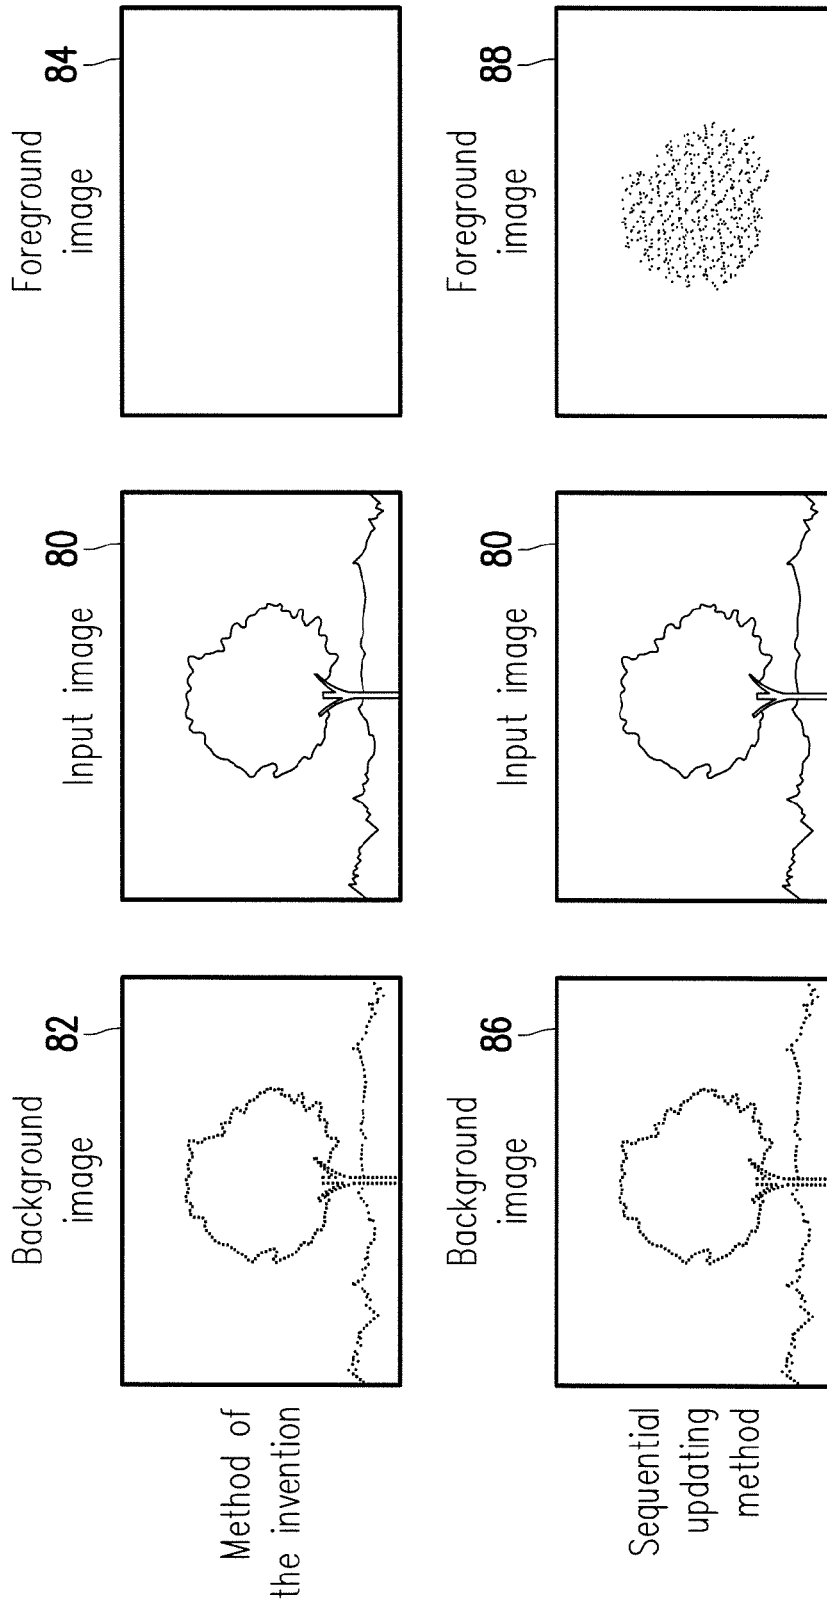 Background
image
82
Input image
80
Foreground
image
84
Method of
the invention
Background
image
86
Input image
80
Foreground
image
88
Sequential
updating
method